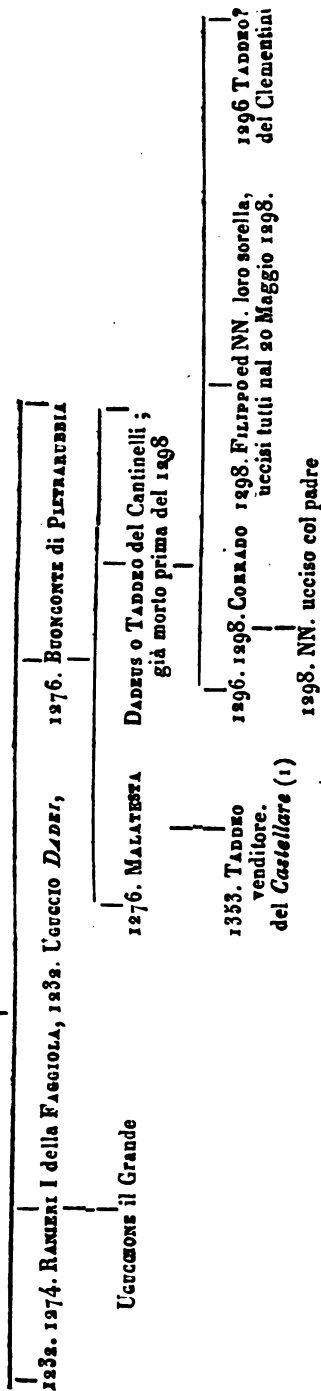 1232. 1274. RANIERI I della FAGGIOLA, 1232. UGUCCIO DADEI,
1276. BUONCONTE di PIETRARUBBIA
UGUCCIONE il Grande
1276. MALATESTA
DADEUS O TADDEO del Cantinelli;
già morto prima del 1298
1353. TADDEO
venditore.
del Castellare (1)
1296. 1298. CORRADO 1298. FILIPPO ed NN. loro sorella,
uccisi tutti nal 20 Maggio 1298.
1296 TADDEO?
del Clementini
1298. NN. ucciso col padre